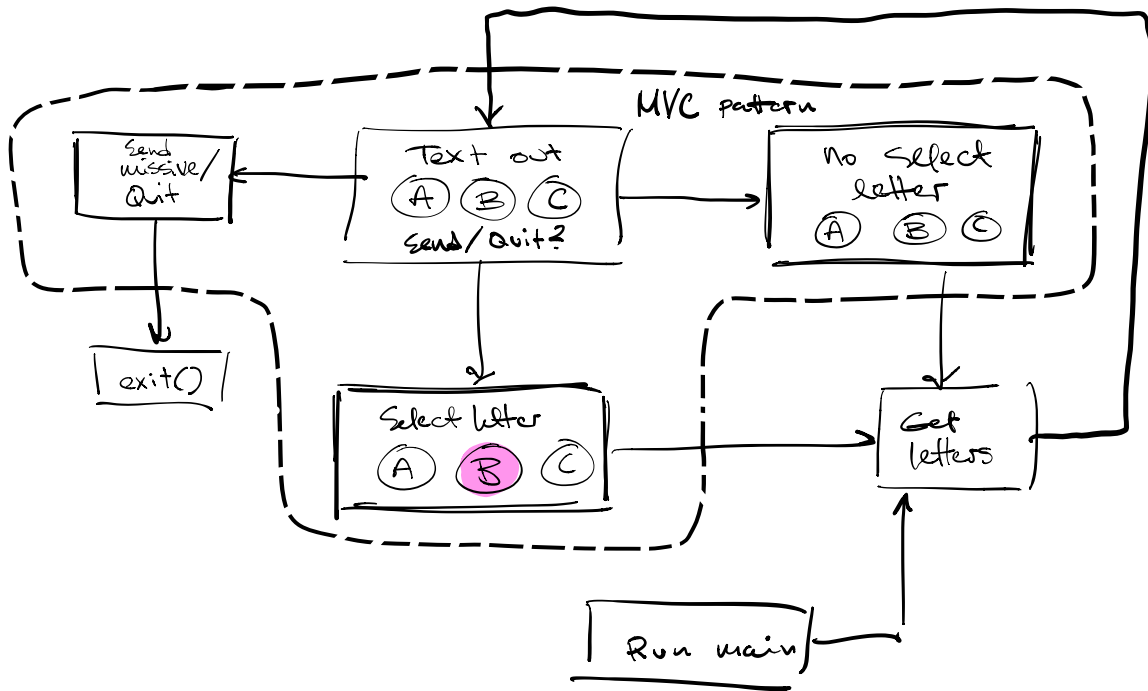 MVC pattern
Send
missive/
Quit
Text out
A B C
Send/Quit?
no select
letter
A B C
exit()
Select letter
A B C
Get
letters
Run main